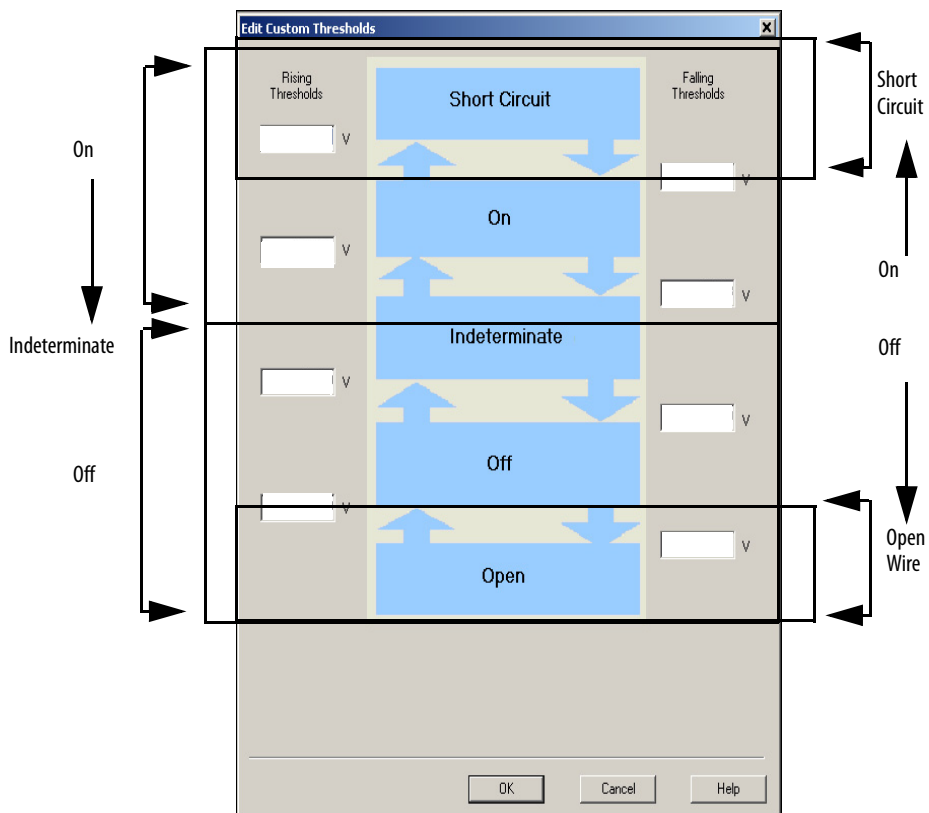 Edit Custom Thresholds
Rising
Thresholds
Short Circuit
Falling
Thresholds
V
V
On
V
V
Indeterminate
V
V
Off
V
V
Open
OK
Cancel
Help
On
Indeterminate
Off
Short
Circuit
On
Off
Open
Wire